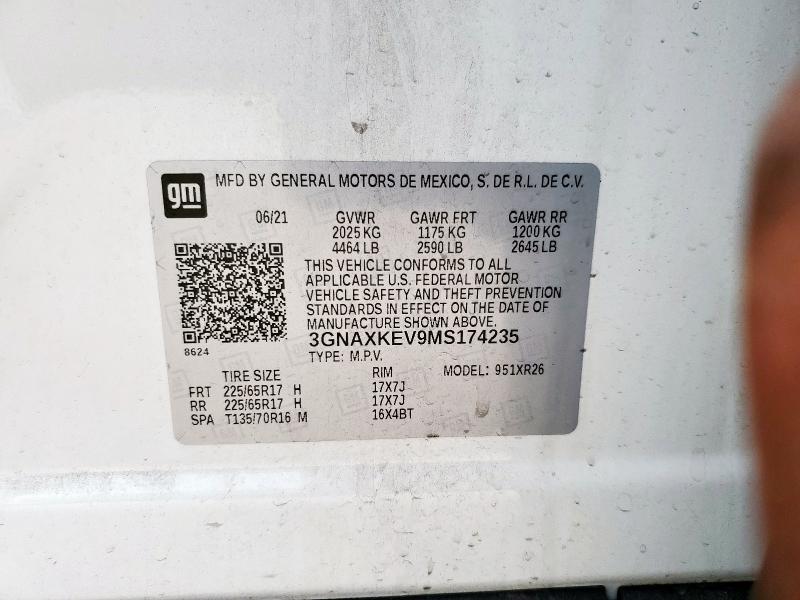 gm MFD BY GENERAL MOTORS DE MEXICO, S. DE R.L. DE C.V.
06/21 GVWR GAWR FRT GAWR RR
2025 KG 1175 KG 1200 KG
4464 LB 2590 LB 2645 LB
THIS VEHICLE CONFORMS TO ALL
APPLICABLE U.S. FEDERAL MOTOR
VEHICLE SAFETY AND THEFT PREVENTION
STANDARDS IN EFFECT ON THE DATE OF
MANUFACTURE SHOWN ABOVE.
8624
3GNAXKEV9MS174235
TYPE: M.P.V.
TIRE SIZE RIM MODEL: 951XR26
FRT 225/65R17 H 17X7J
RR 225/65R17 H 17X7J
SPA T135/70R16 M 16X4BT